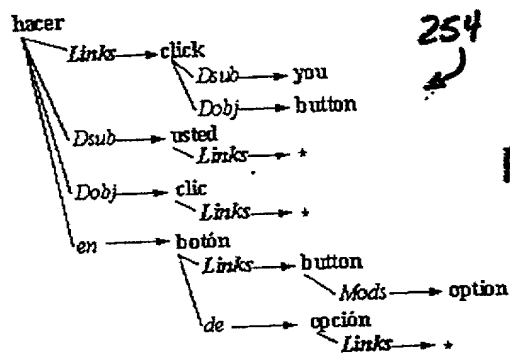 hacer
254
Links click
Dsub you
Dobj button
Dsub usted
Links *
Dobj clic
Links *
en botón
Links button
Mods option
de opción
Links *